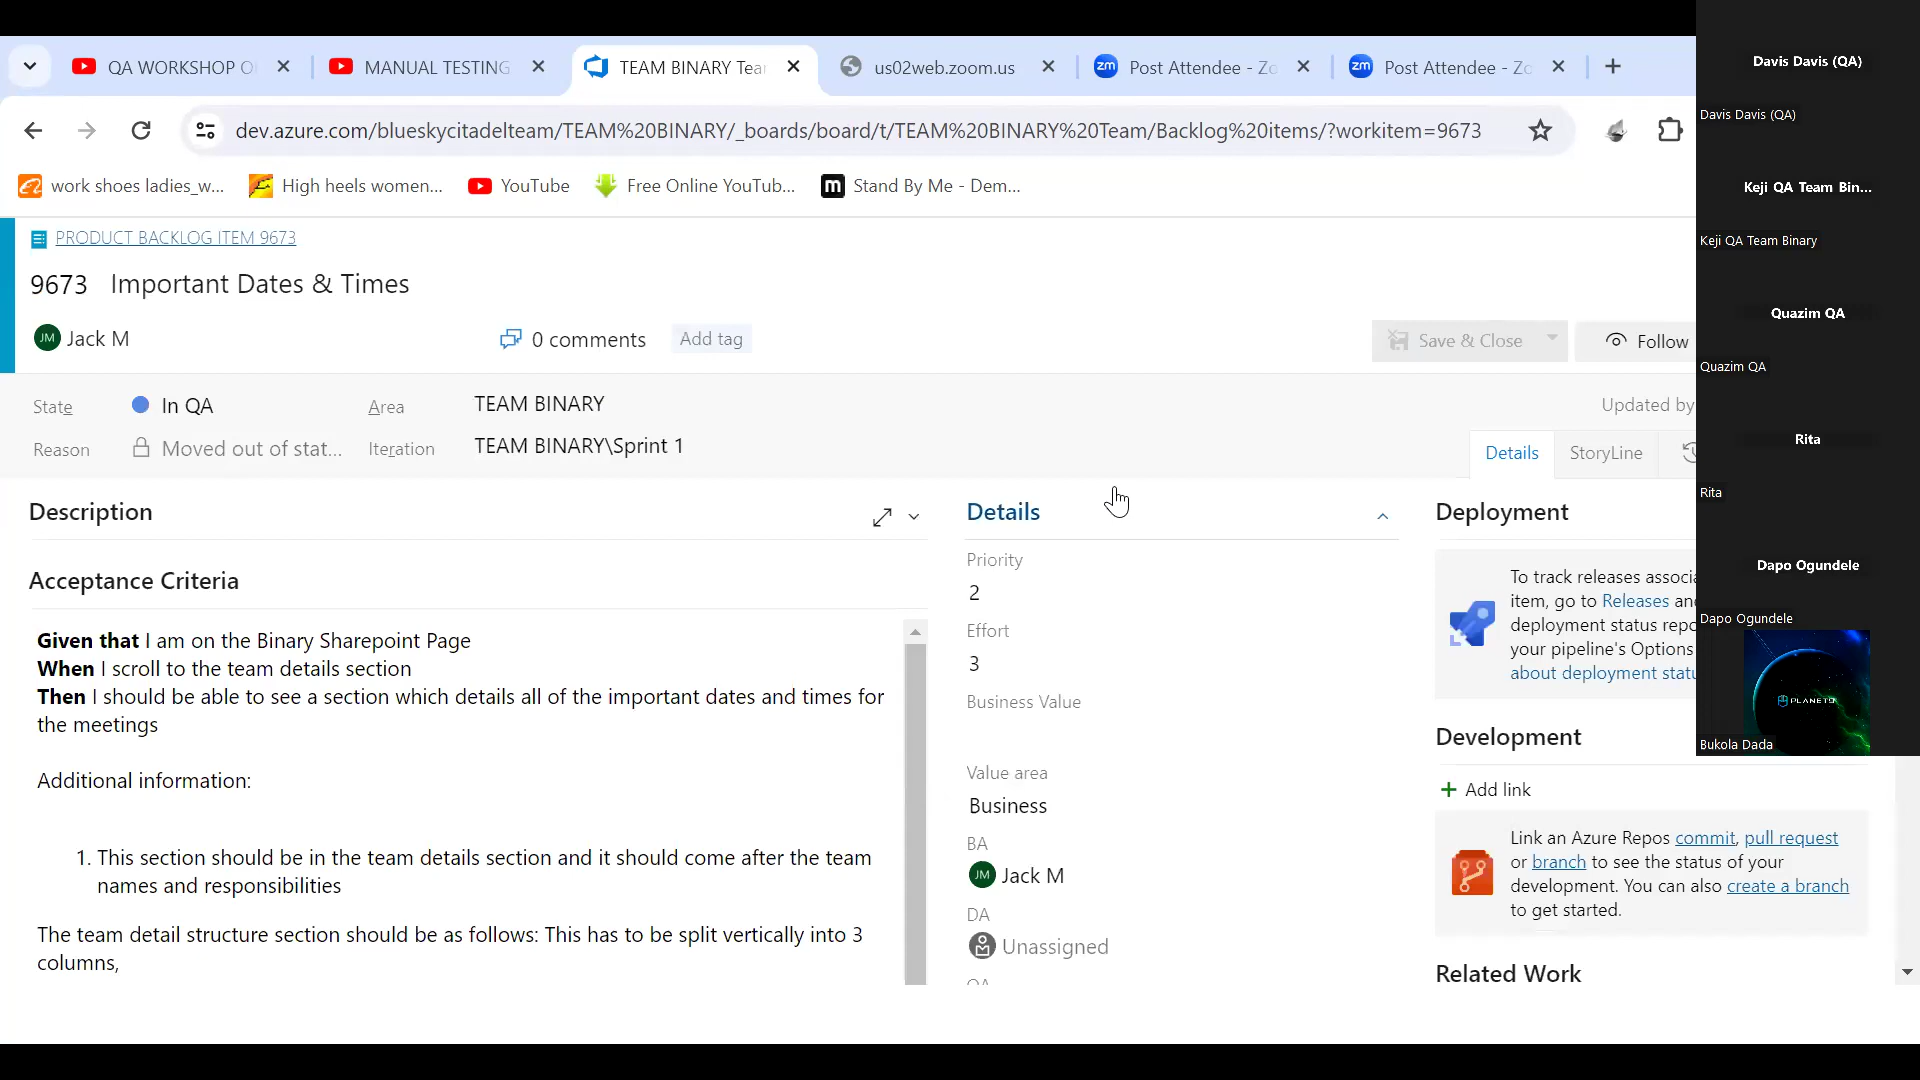 QA WORKSHOP O
MANUAL TESTING
TEAM BINARY Tea
us02web.zoom.us
Post Attendee - Zo
Post Attendee - Zo
dev.azure.com/blueskycitadelteam/TEAM%20BINARY/_boards/board/t/TEAM%20BINARY%20Team/Backlog%20items/?workitem=9673
work shoes ladies_w...
High heels women...
YouTube
Free Online YouTub...
Stand By Me - Dem...
PRODUCT BACKLOG ITEM 9673
9673 Important Dates & Times
JM Jack M
0 comments
Add tag
Save & Close
Follow
State
In QA
Area
TEAM BINARY
Updated by
Reason
Moved out of stat...
Iteration
TEAM BINARY\Sprint 1
Details
StoryLine
Description
Acceptance Criteria
Given that I am on the Binary Sharepoint Page
When I scroll to the team details section
Then I should be able to see a section which details all of the important dates and times for
the meetings
Additional information:
1. This section should be in the team details section and it should come after the team
names and responsibilities
The team detail structure section should be as follows: This has to be split vertically into 3
columns,
Details
Priority
2
Effort
3
Business Value
Value area
Business
BA
JM Jack M
DA
Unassigned
Deployment
To track releases associa
item, go to Releases an
deployment status repo
your pipeline's Options
about deployment statu
Development
Add link
Link an Azure Repos commit, pull request
or branch to see the status of your
development. You can also create a branch
to get started.
Related Work
Davis Davis (QA)
Davis Davis (QA)
Keji QA Team Bin...
Keji QA Team Binary
Quazim QA
Quazim QA
Rita
Rita
Dapo Ogundele
Dapo Ogundele
PLANETQ
Bukola Dada